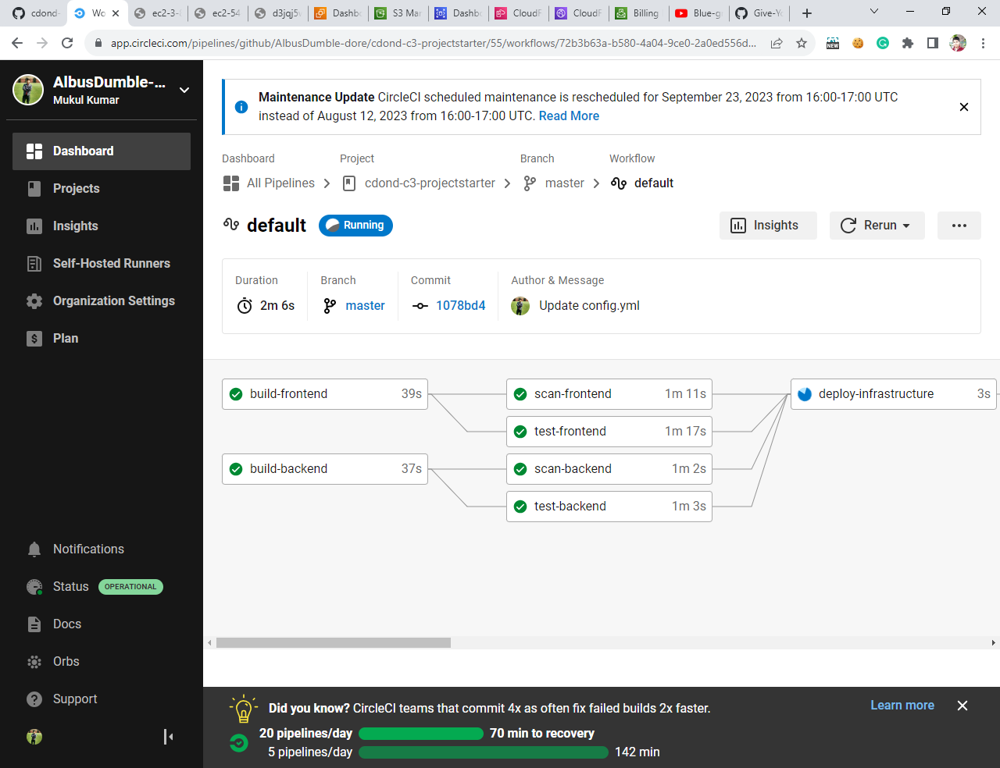 cdond-
Wo
ec2-3-
ec2-54
d3jqj5v
Dashbo
S3 Mar
Dashbo
CloudF
CloudF
Billing
Blue-g
Give-Yo
app.circleci.com/pipelines/github/AlbusDumble-dore/cdond-c3-projectstarter/55/workflows/72b3b63a-b580-4a04-9ce0-2a0ed556d...
NEW
AlbusDumble-...
Mukul Kumar
Dashboard
Projects
Insights
Self-Hosted Runners
Organization Settings
Plan
Notifications
Status OPERATIONAL
Docs
Orbs
Support
Maintenance Update CircleCI scheduled maintenance is rescheduled for September 23, 2023 from 16:00-17:00 UTC
instead of August 12, 2023 from 16:00-17:00 UTC. Read More
Dashboard Project Branch Workflow
All Pipelines cdond-c3-projectstarter master default
default Running Insights Rerun
Duration Branch Commit Author & Message
2m 6s master 1078bd4 Update config.yml
build-frontend 39s scan-frontend 1m 11s deploy-infrastructure 3s
test-frontend 1m 17s
build-backend 37s scan-backend 1m 2s
test-backend 1m 3s
Did you know? CircleCI teams that commit 4x as often fix failed builds 2x faster. Learn more
20 pipelines/day 70 min to recovery
5 pipelines/day 142 min